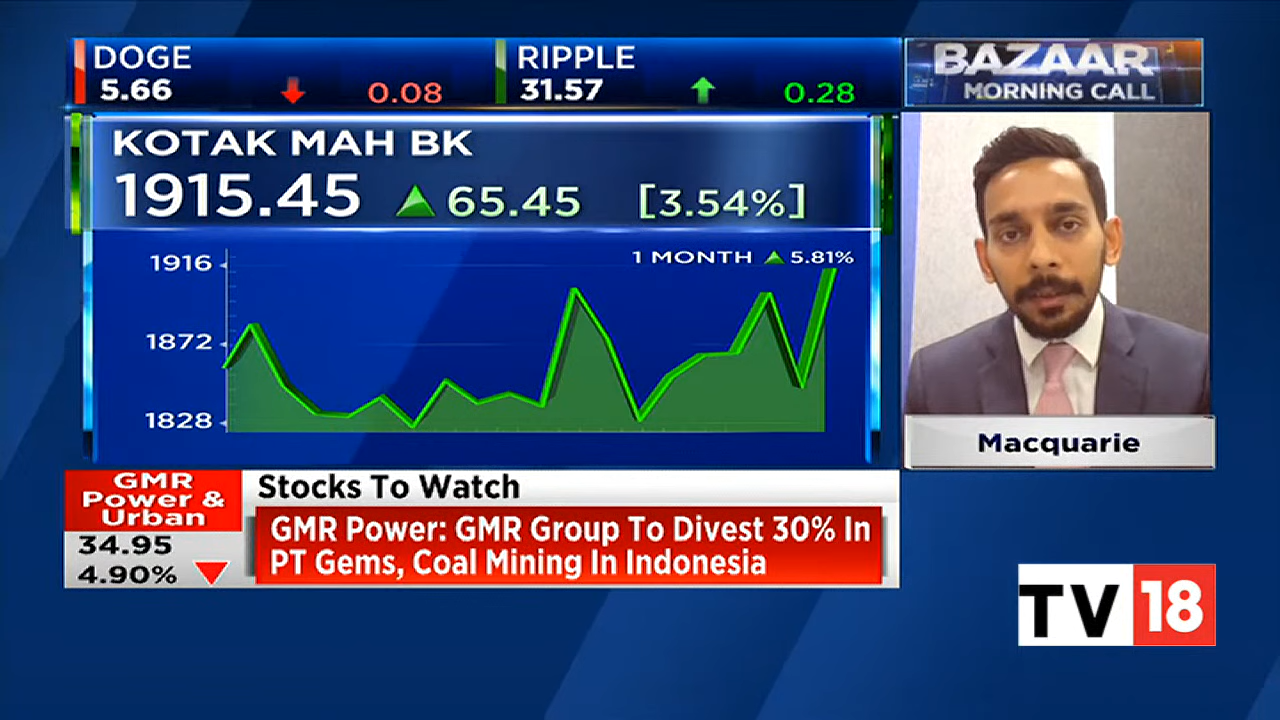 DOGE
5.66 0.08
RIPPLE
31.57 0.28
BAZAAR
MORNING CALL
KOTAK MAH BK
1915.45 65.45 [3.54%]
1 MONTH 5.81%
1916
1872
1828
Macquarie
GMR
Power &
Urban
34.95
4.90%
Stocks To Watch
GMR Power: GMR Group To Divest 30% In
PT Gems, Coal Mining In Indonesia
TV18